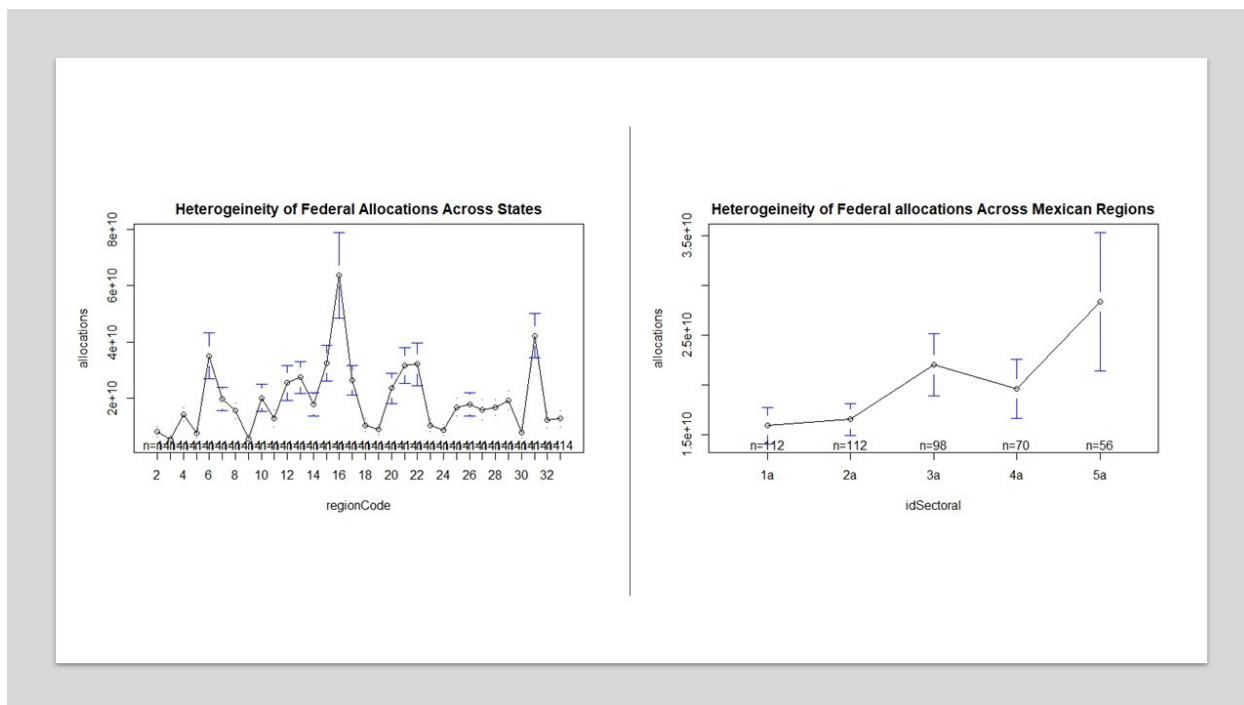 Heterogeineity of Federal Allocations Across States
8e+10
6e+10
4e+10
2e+10
allocations
2 4 6 8 10 12 14 16 18 20 22 24 26 28 30 32
regionCode
Heterogeineity of Federal allocations Across Mexican Regions
3.5e+10
2.5e+10
1.5e+10
allocations
n=112 n=112 n=98 n=70 n=56
1a 2a 3a 4a 5a
idSectoral